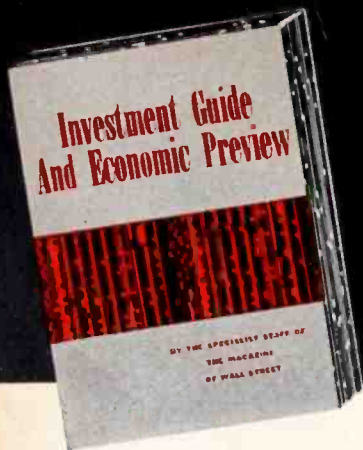 Investment Guide
And Economic Preview
BY THE SPECIALIST STAFF OF
THE MAGAZINE
OF WALL STREET